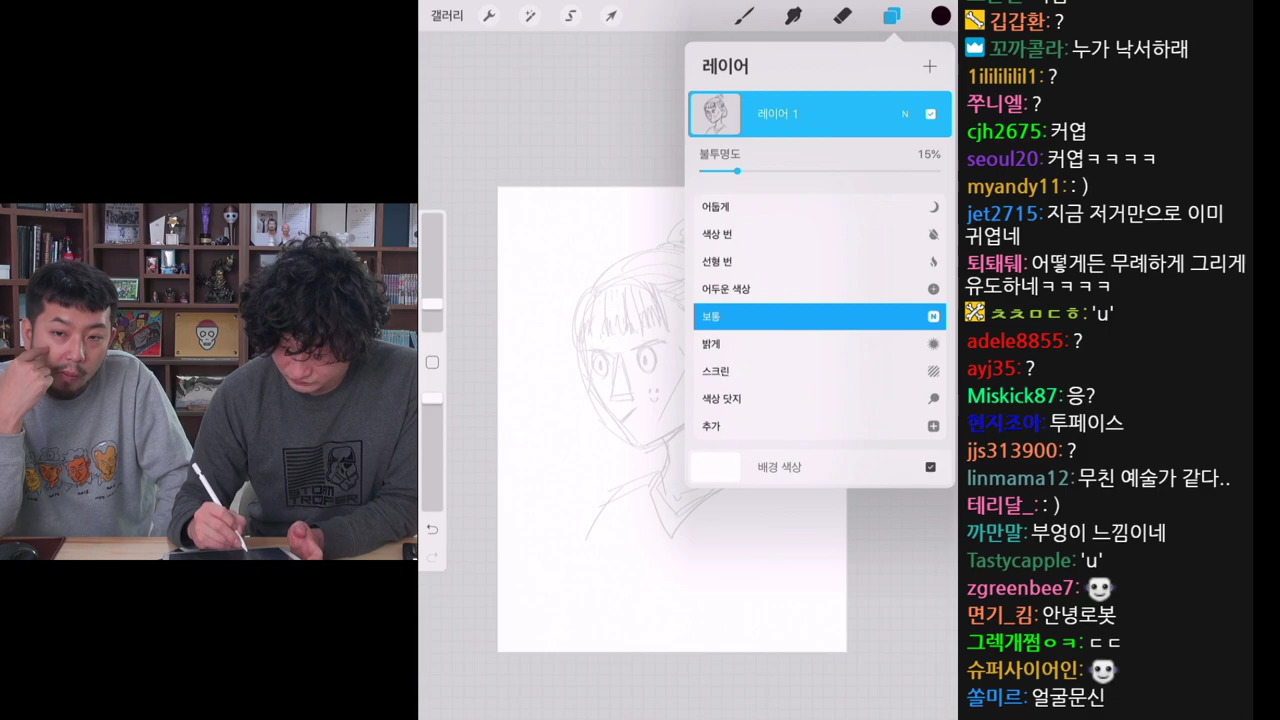 갤러리
레이어
레이어 1 N
불투명도 15%
어둡게
색상 번
선형 번
어두운 색상
보통 N
밝게
스크린
색상 닷지
추가
배경 색상
STORM
TROOPER
김갑환: ?
꼬까콜라: 누가 낙서하래
1ilililililil1: ?
쭈니엘: ?
cjh2675: 커엽
seoul20: 커엽ㅋㅋㅋㅋ
myandy11: : )
jet2715: 지금 저거만으로 이미
귀엽네
퇴돼퉤: 어떻게든 무례하게 그리게
유도하네ㅋㅋㅋㅋ
ㅊㅊㅁㄷㅎ: 'u'
adele8855: ?
ayj35: ?
Miskick87: 응?
현지조아: 투페이스
jjs313900: ?
linmama12: 무친 예술가 같다..
테리달_: : )
까만말: 부엉이 느낌이네
Tastycapple: 'u'
zgreenbee7:
면기_킴: 안녕로봇
그렉개쩜ㅇㅋ: ㄷㄷ
슈퍼사이어인:
쏠미르: 얼굴문신